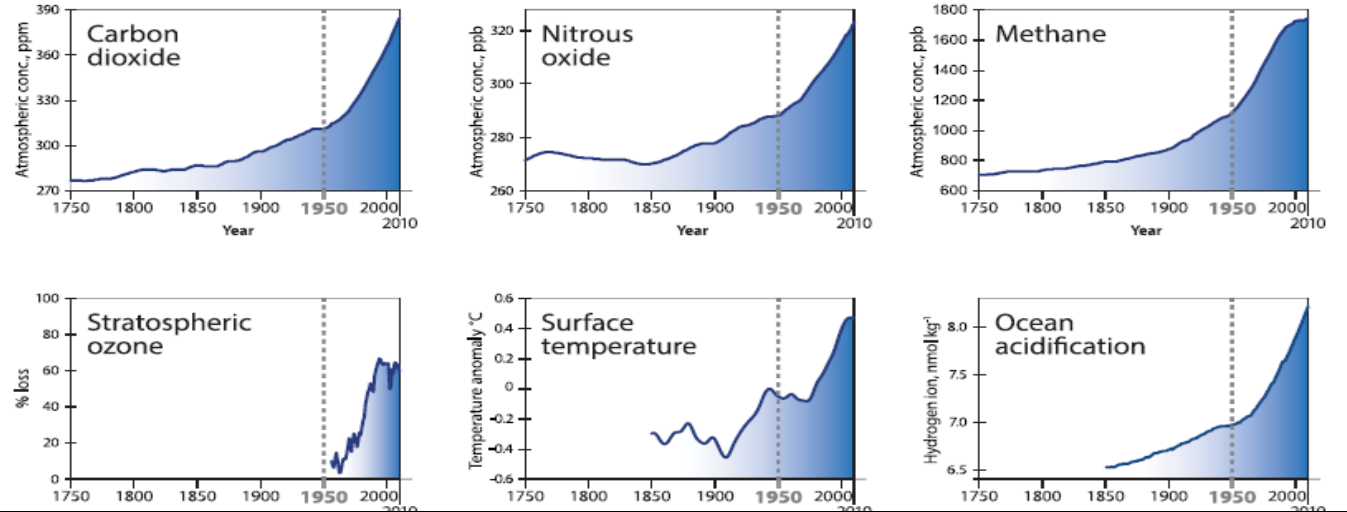 Carbon
dioxide
Atmospheric conc., ppm
390
360
330
300
270
1750 1800 1850 1900 1950 2000
2010
Year
Nitrous
oxide
Atmospheric conc., ppb
320
300
280
260
1750 1800 1850 1900 1950 2000
2010
Year
Methane
Atmospheric conc., ppb
1800
1600
1400
1200
1000
800
600
1750 1800 1850 1900 1950 2000
2010
Year
Stratospheric
ozone
% loss
100
80
60
40
20
0
1750 1800 1850 1900 1950 2000
2010
Surface
temperature
Temperature anomaly °C
0.6
0.4
0.2
0
-0.2
-0.4
-0.6
1750 1800 1850 1900 1950 2000
2010
Ocean
acidification
Hydrogen ion, nmol kg⁻¹
8.0
7.5
7.0
6.5
1750 1800 1850 1900 1950 2000
2010